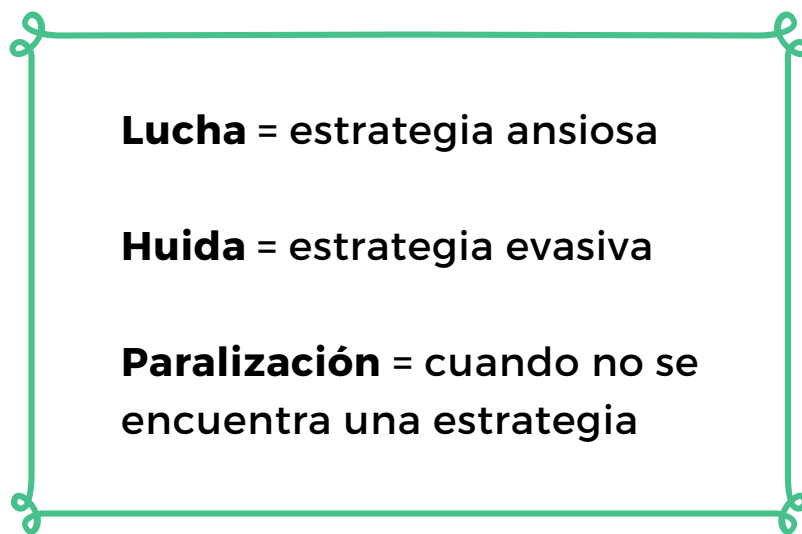 Lucha = estrategia ansiosa
Huida = estrategia evasiva
Paralización = cuando no se
encuentra una estrategia